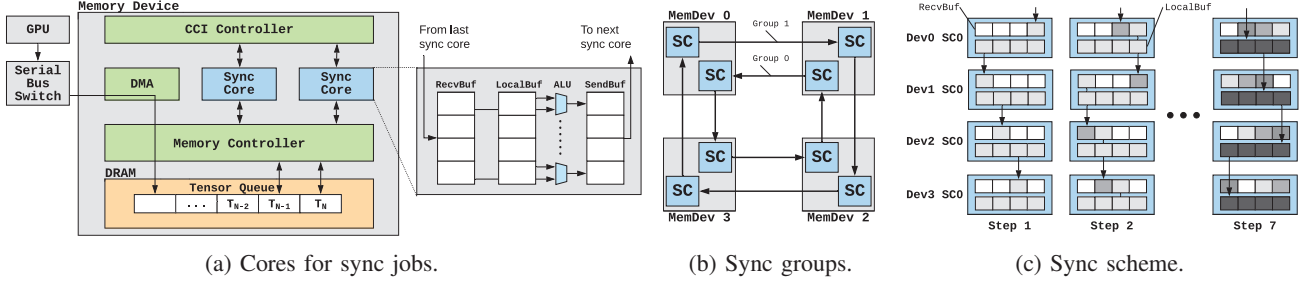 Memory Device
GPU
Serial
Bus
Switch
CCI Controller
DMA
Sync
Core
Sync
Core
Memory Controller
DRAM
Tensor Queue
... T_{N-2} T_{N-1} T_N
From last
sync core
To next
sync core
RecvBuf LocalBuf ALU SendBuf
(a) Cores for sync jobs.
MemDev 0 MemDev 1
SC Group 1 SC
SC Group 0 SC
SC SC
SC SC
MemDev 3 MemDev 2
(b) Sync groups.
RecvBuf LocalBuf
Dev0 SC0
Dev1 SC0
Dev2 SC0
Dev3 SC0
Step 1 Step 2 Step 7
(c) Sync scheme.